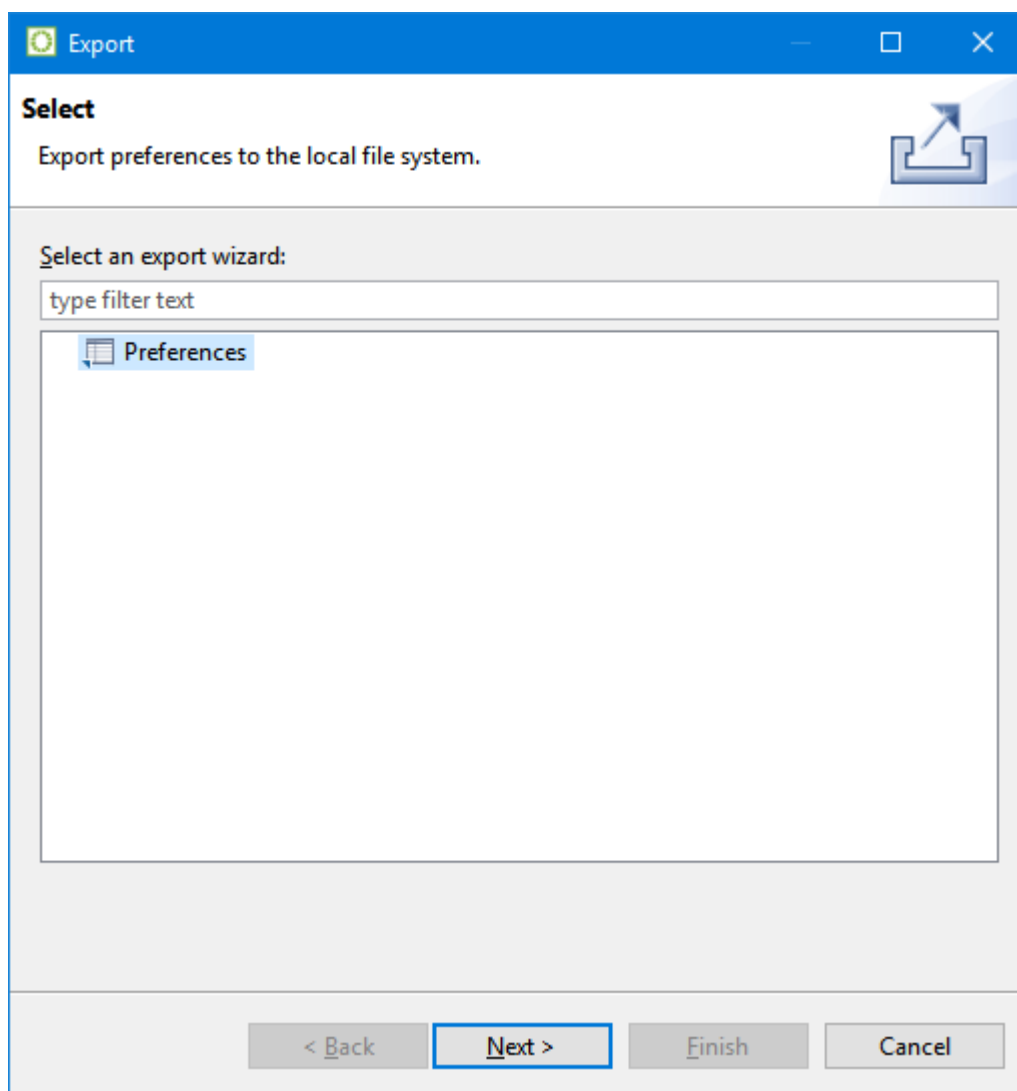 Export
Select
Export preferences to the local file system.
Select an export wizard:
type filter text
Preferences
< Back
Next >
Finish
Cancel